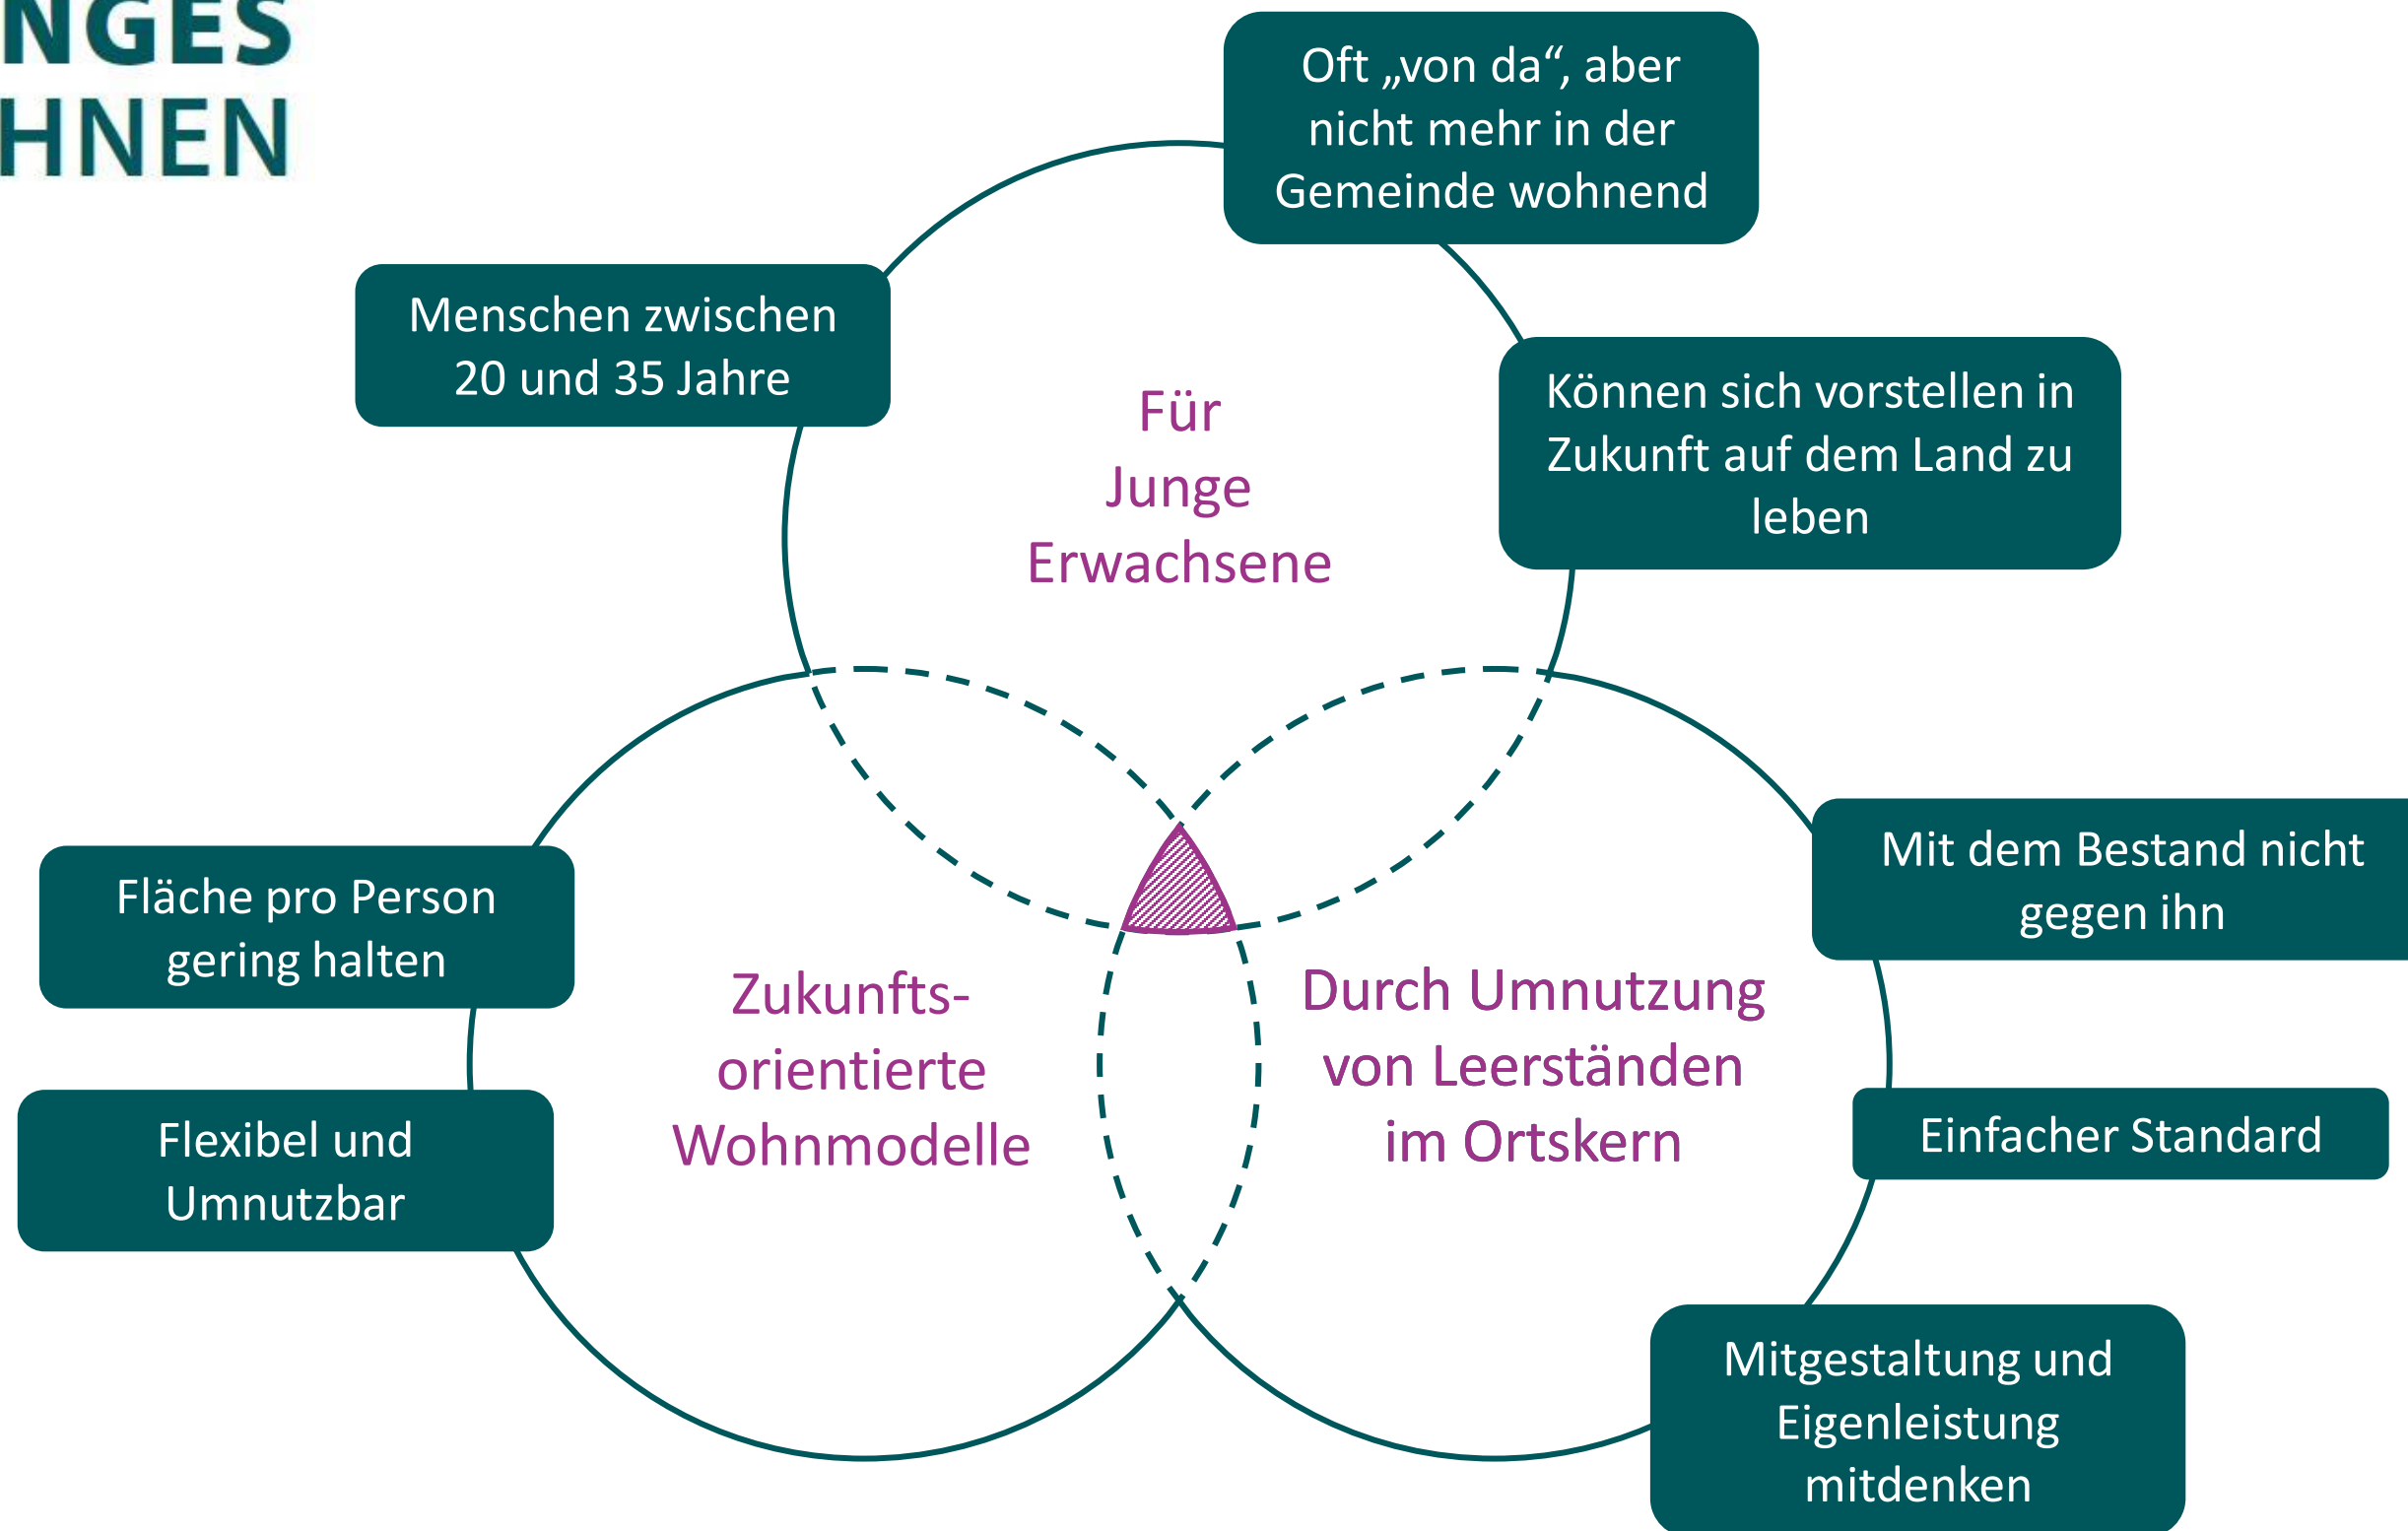 NGES
HNEN
Oft „von da“, aber
nicht mehr in der
Gemeinde wohnend
Menschen zwischen
20 und 35 Jahre
Können sich vorstellen in
Zukunft auf dem Land zu
leben
Für
Junge
Erwachsene
Fläche pro Person
gering halten
Flexibel und
Umnutzbar
Zukunfts-
orientierte
Wohnmodelle
Durch Umnutzung
von Leerständen
im Ortskern
Mit dem Bestand nicht
gegen ihn
Einfacher Standard
Mitgestaltung und
Eigenleistung
mitdenken